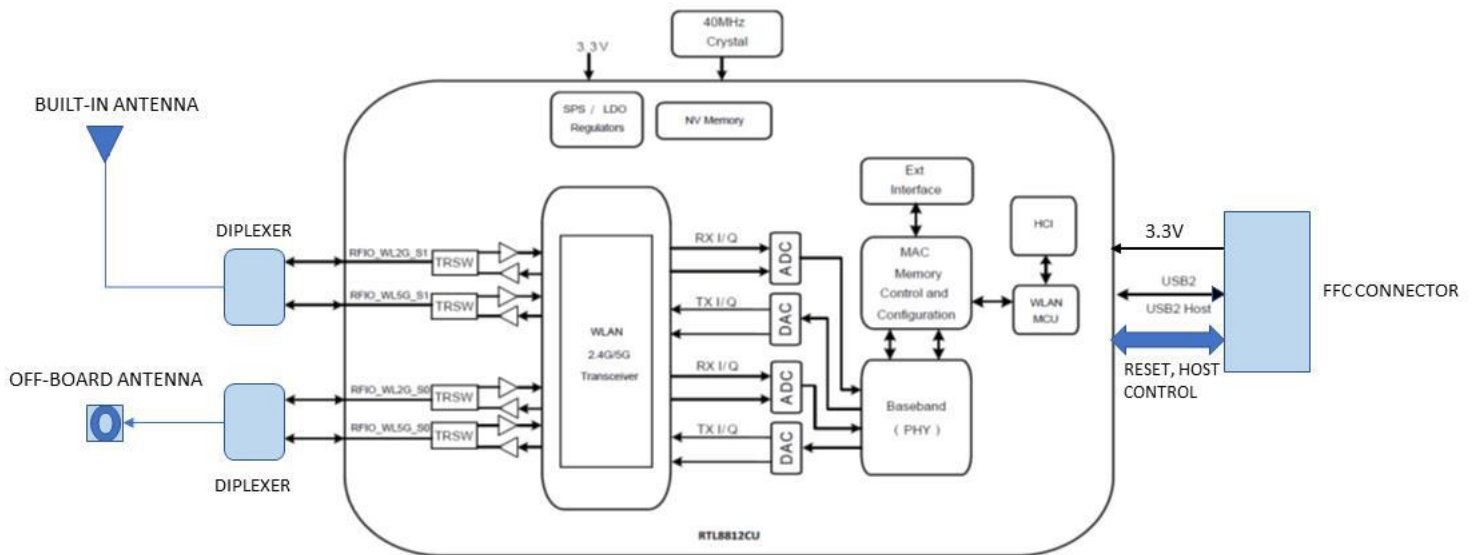 40MHz
Crystal
3.3V
BUILT-IN ANTENNA
SPS / LDO
Regulators
NV Memory
Ext
Interface
HCI
DIPLEXER
RFIO_WL2G_S1
TRSW
RX I/Q
ADC
MAC
Memory
Control and
Configuration
3.3V
RFIO_WL5G_S1
TRSW
TX I/Q
DAC
WLAN
MCU
USB2
USB2 Host
FFC CONNECTOR
WLAN
2.4G/5G
Transceiver
RX I/Q
ADC
RESET, HOST
CONTROL
OFF-BOARD ANTENNA
RFIO_WL2G_S0
TRSW
Baseband
( PHY )
RFIO_WL5G_S0
TRSW
TX I/Q
DAC
DIPLEXER
RTL8812CU